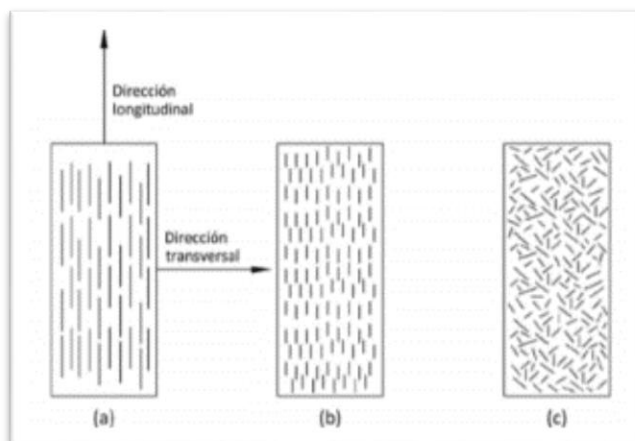 Dirección
longitudinal
Dirección
transversal
(a)
(b)
(c)